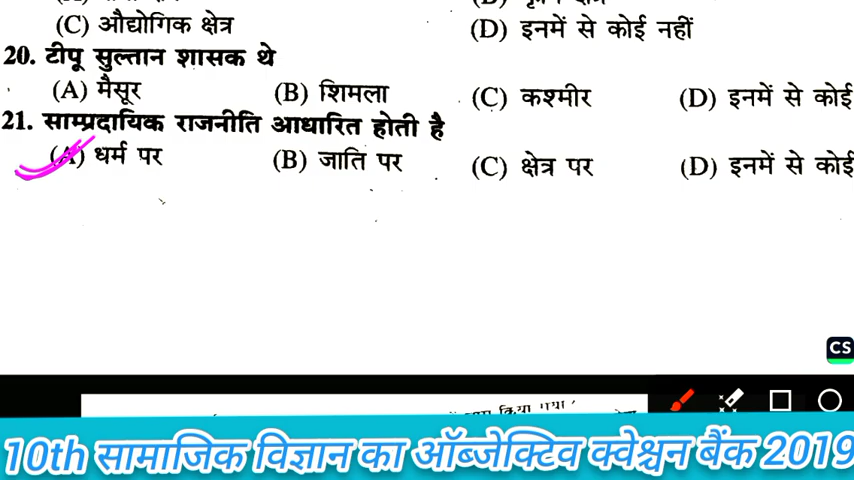 (C) औद्योगिक क्षेत्र (D) इनमें से कोई नहीं
20. टीपू सुल्तान शासक थे
(A) मैसूर (B) शिमला (C) कश्मीर (D) इनमें से कोई
21. साम्प्रदायिक राजनीति आधारित होती है
(A) धर्म पर (B) जाति पर (C) क्षेत्र पर (D) इनमें से कोई
CS
10th सामाजिक विज्ञान का ऑब्जेक्टिव क्वेश्चन बैंक 2019